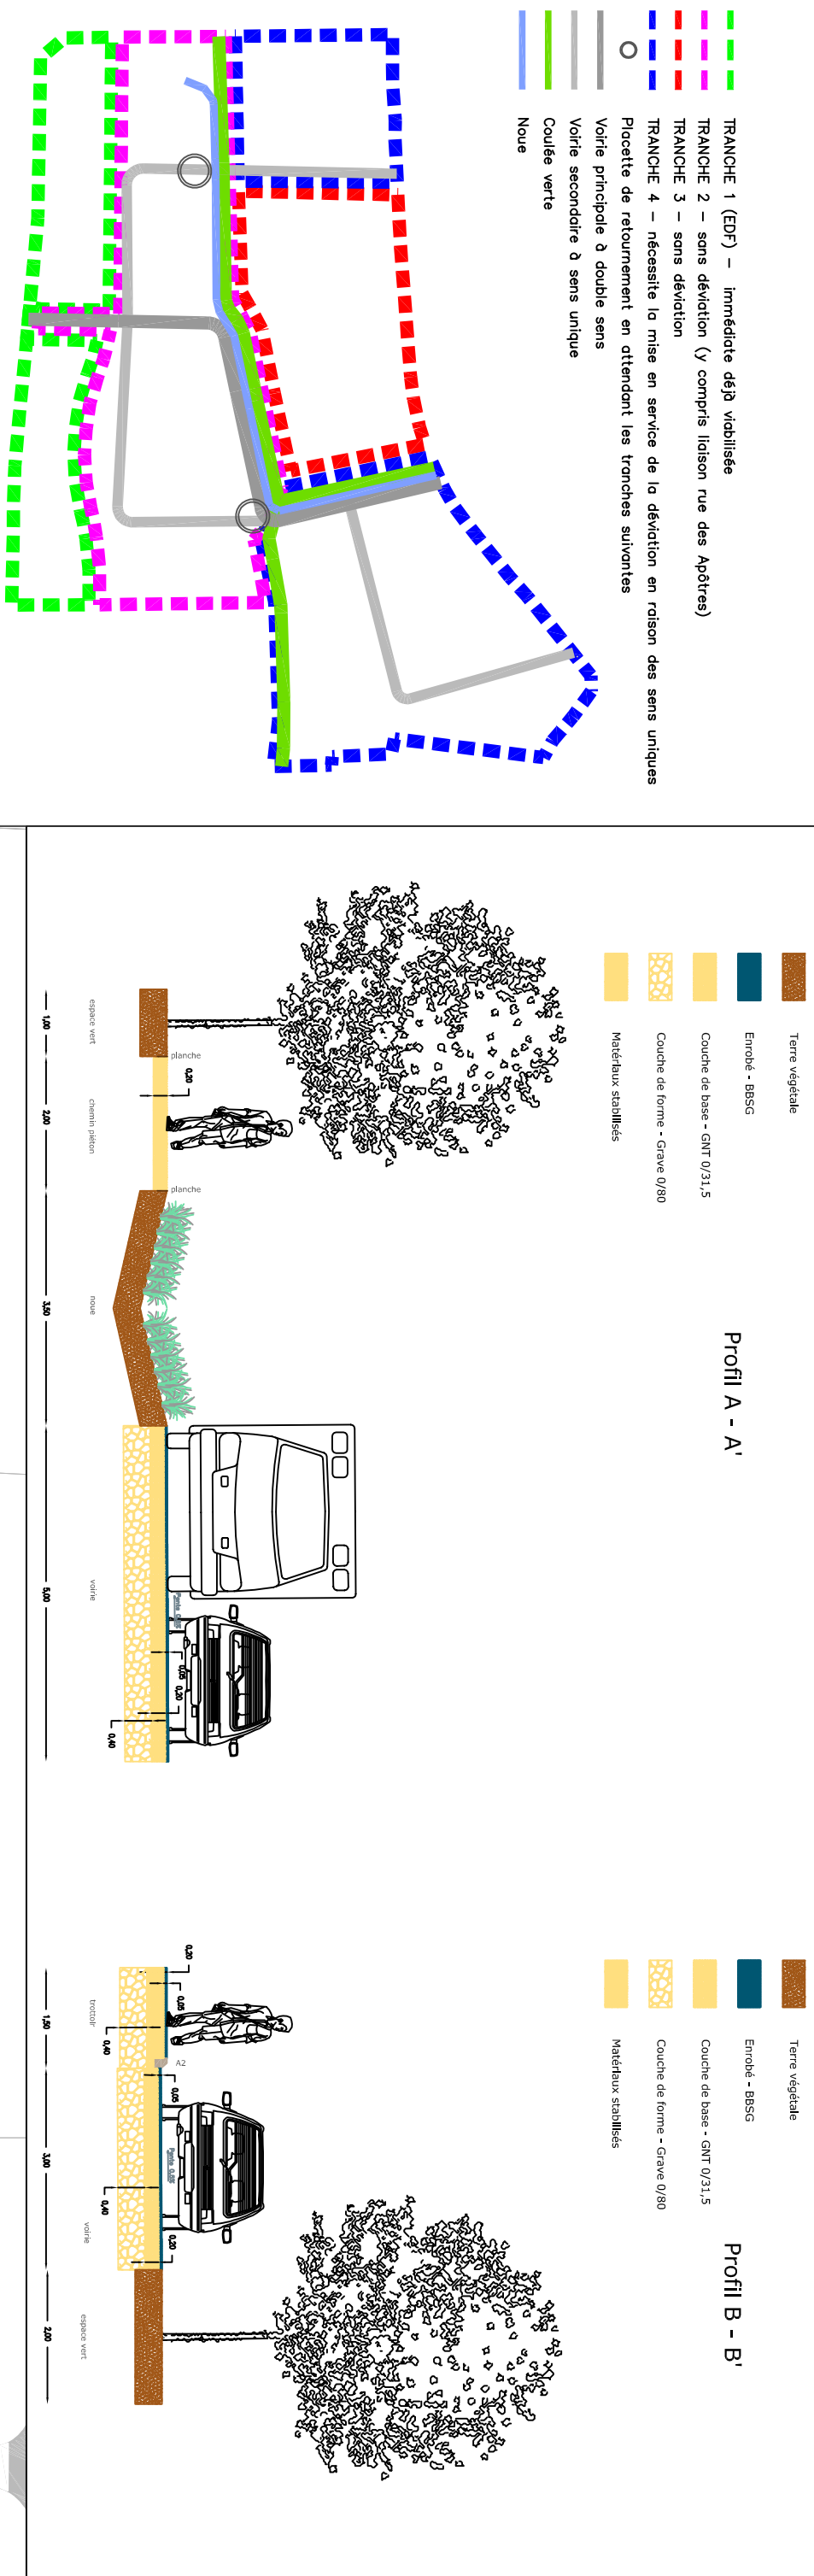 TRANCHE 1 (EDF) – immédiate déjà viabilisée
TRANCHE 2 – sans déviation (y compris liaison rue des Apôtres)
TRANCHE 3 – sans déviation
TRANCHE 4 – nécessite la mise en service de la déviation en raison des sens uniques
Placette de retournement en attendant les tranches suivantes
Voirie principale à double sens
Voirie secondaire à sens unique
Coulée verte
Noue
Terre végétale
Enrobé - BBSG
Couche de base - GNT 0/31,5
Couche de forme - Grave 0/80
Matériaux stabilisés
Profil A - A'
planche
0,20
planche
Pente
0,05
0,20
0,40
espace vert
chemin piéton
noue
voirie
1,00
2,00
3,50
5,00
Terre végétale
Enrobé - BBSG
Couche de base - GNT 0/31,5
Couche de forme - Grave 0/80
Matériaux stabilisés
Profil B - B'
0,20
0,05
0,40
A2
0,05
Pente
0,40
0,20
trottoir
voirie
espace vert
1,50
3,00
2,00